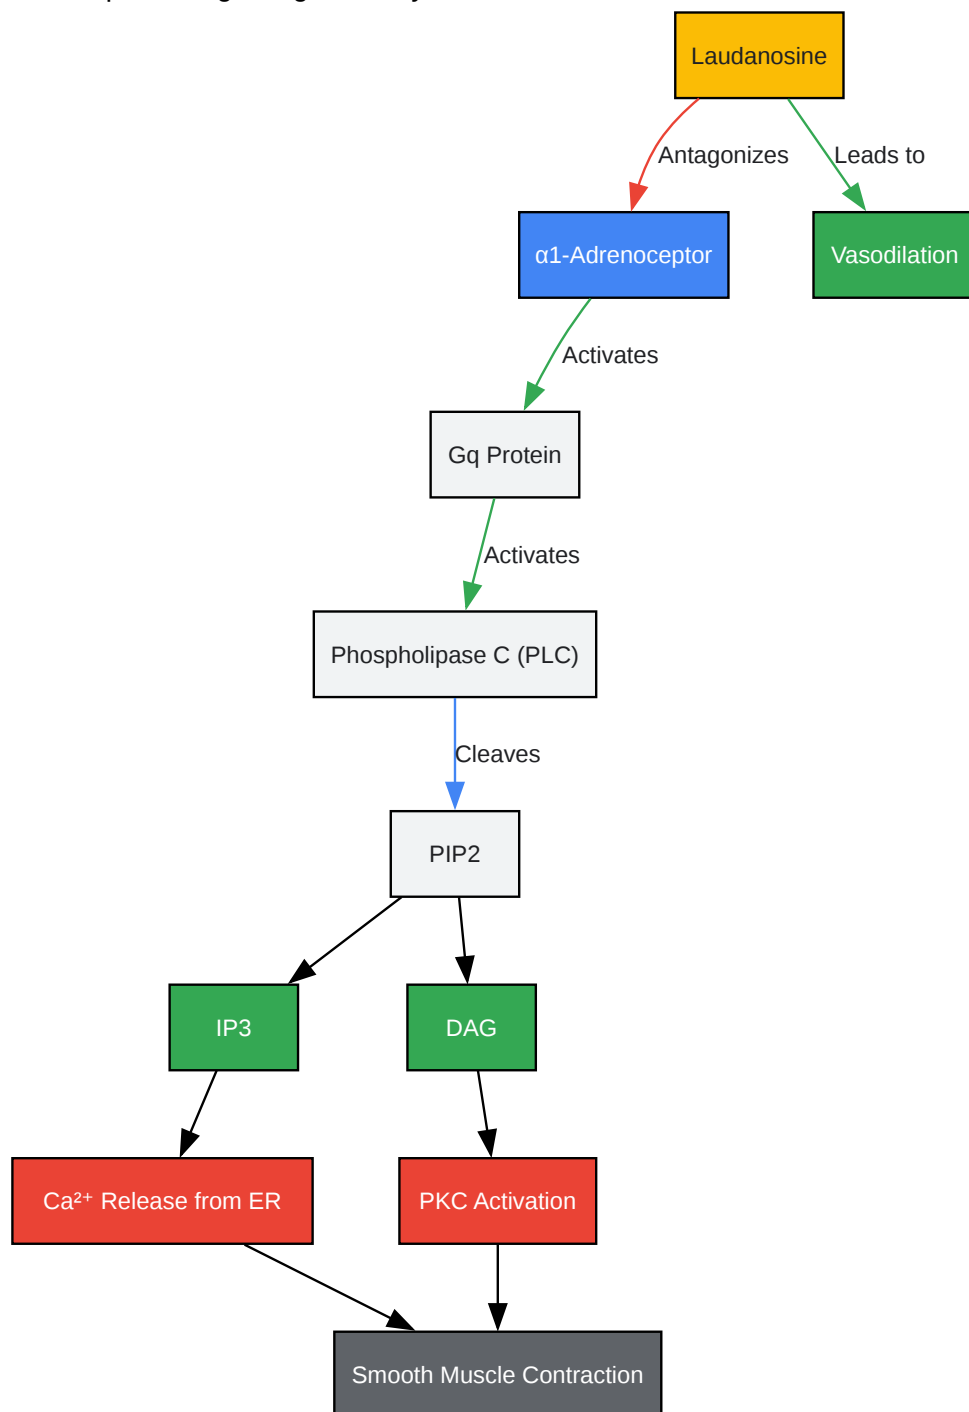 Laudanosine
Antagonizes
Leads to
α1-Adrenoceptor
Vasodilation
Activates
Gq Protein
Activates
Phospholipase C (PLC)
Cleaves
PIP2
IP3
DAG
Ca²⁺ Release from ER
PKC Activation
Smooth Muscle Contraction